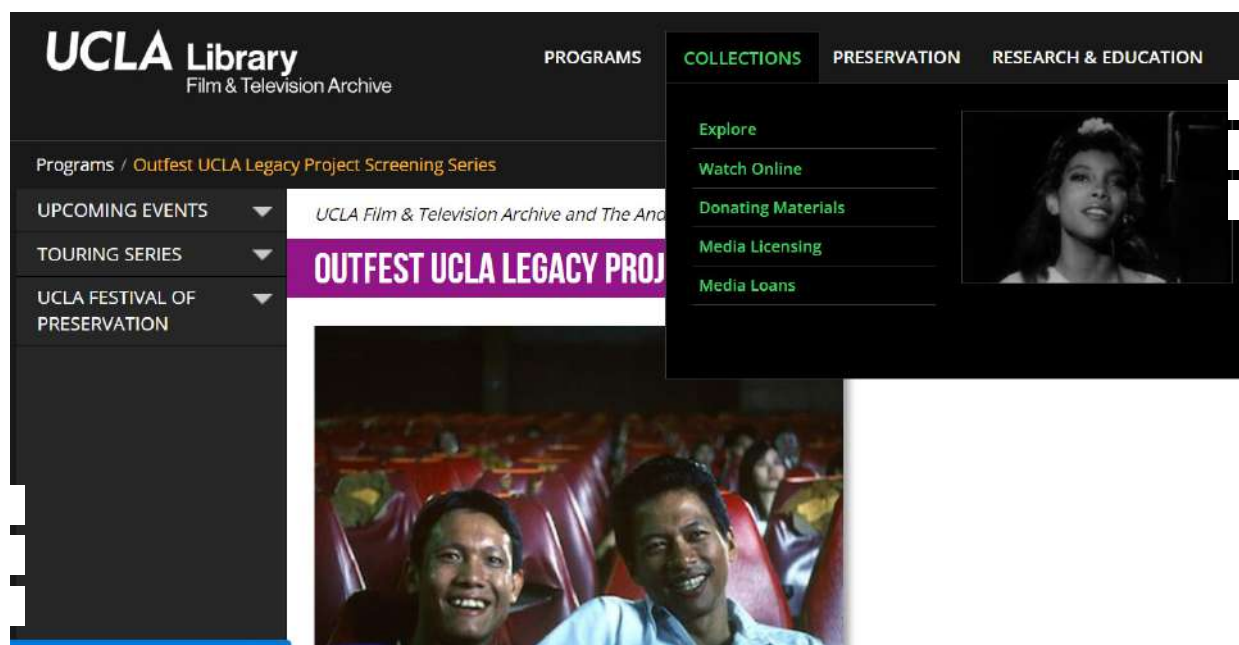 UCLA Library
Film & Television Archive
PROGRAMS COLLECTIONS PRESERVATION RESEARCH & EDUCATION
Explore
Watch Online
Donating Materials
Media Licensing
Media Loans
Programs / Outfest UCLA Legacy Project Screening Series
UPCOMING EVENTS
TOURING SERIES
UCLA FESTIVAL OF
PRESERVATION
UCLA Film & Television Archive and The
OUTFEST UCLA LEGACY